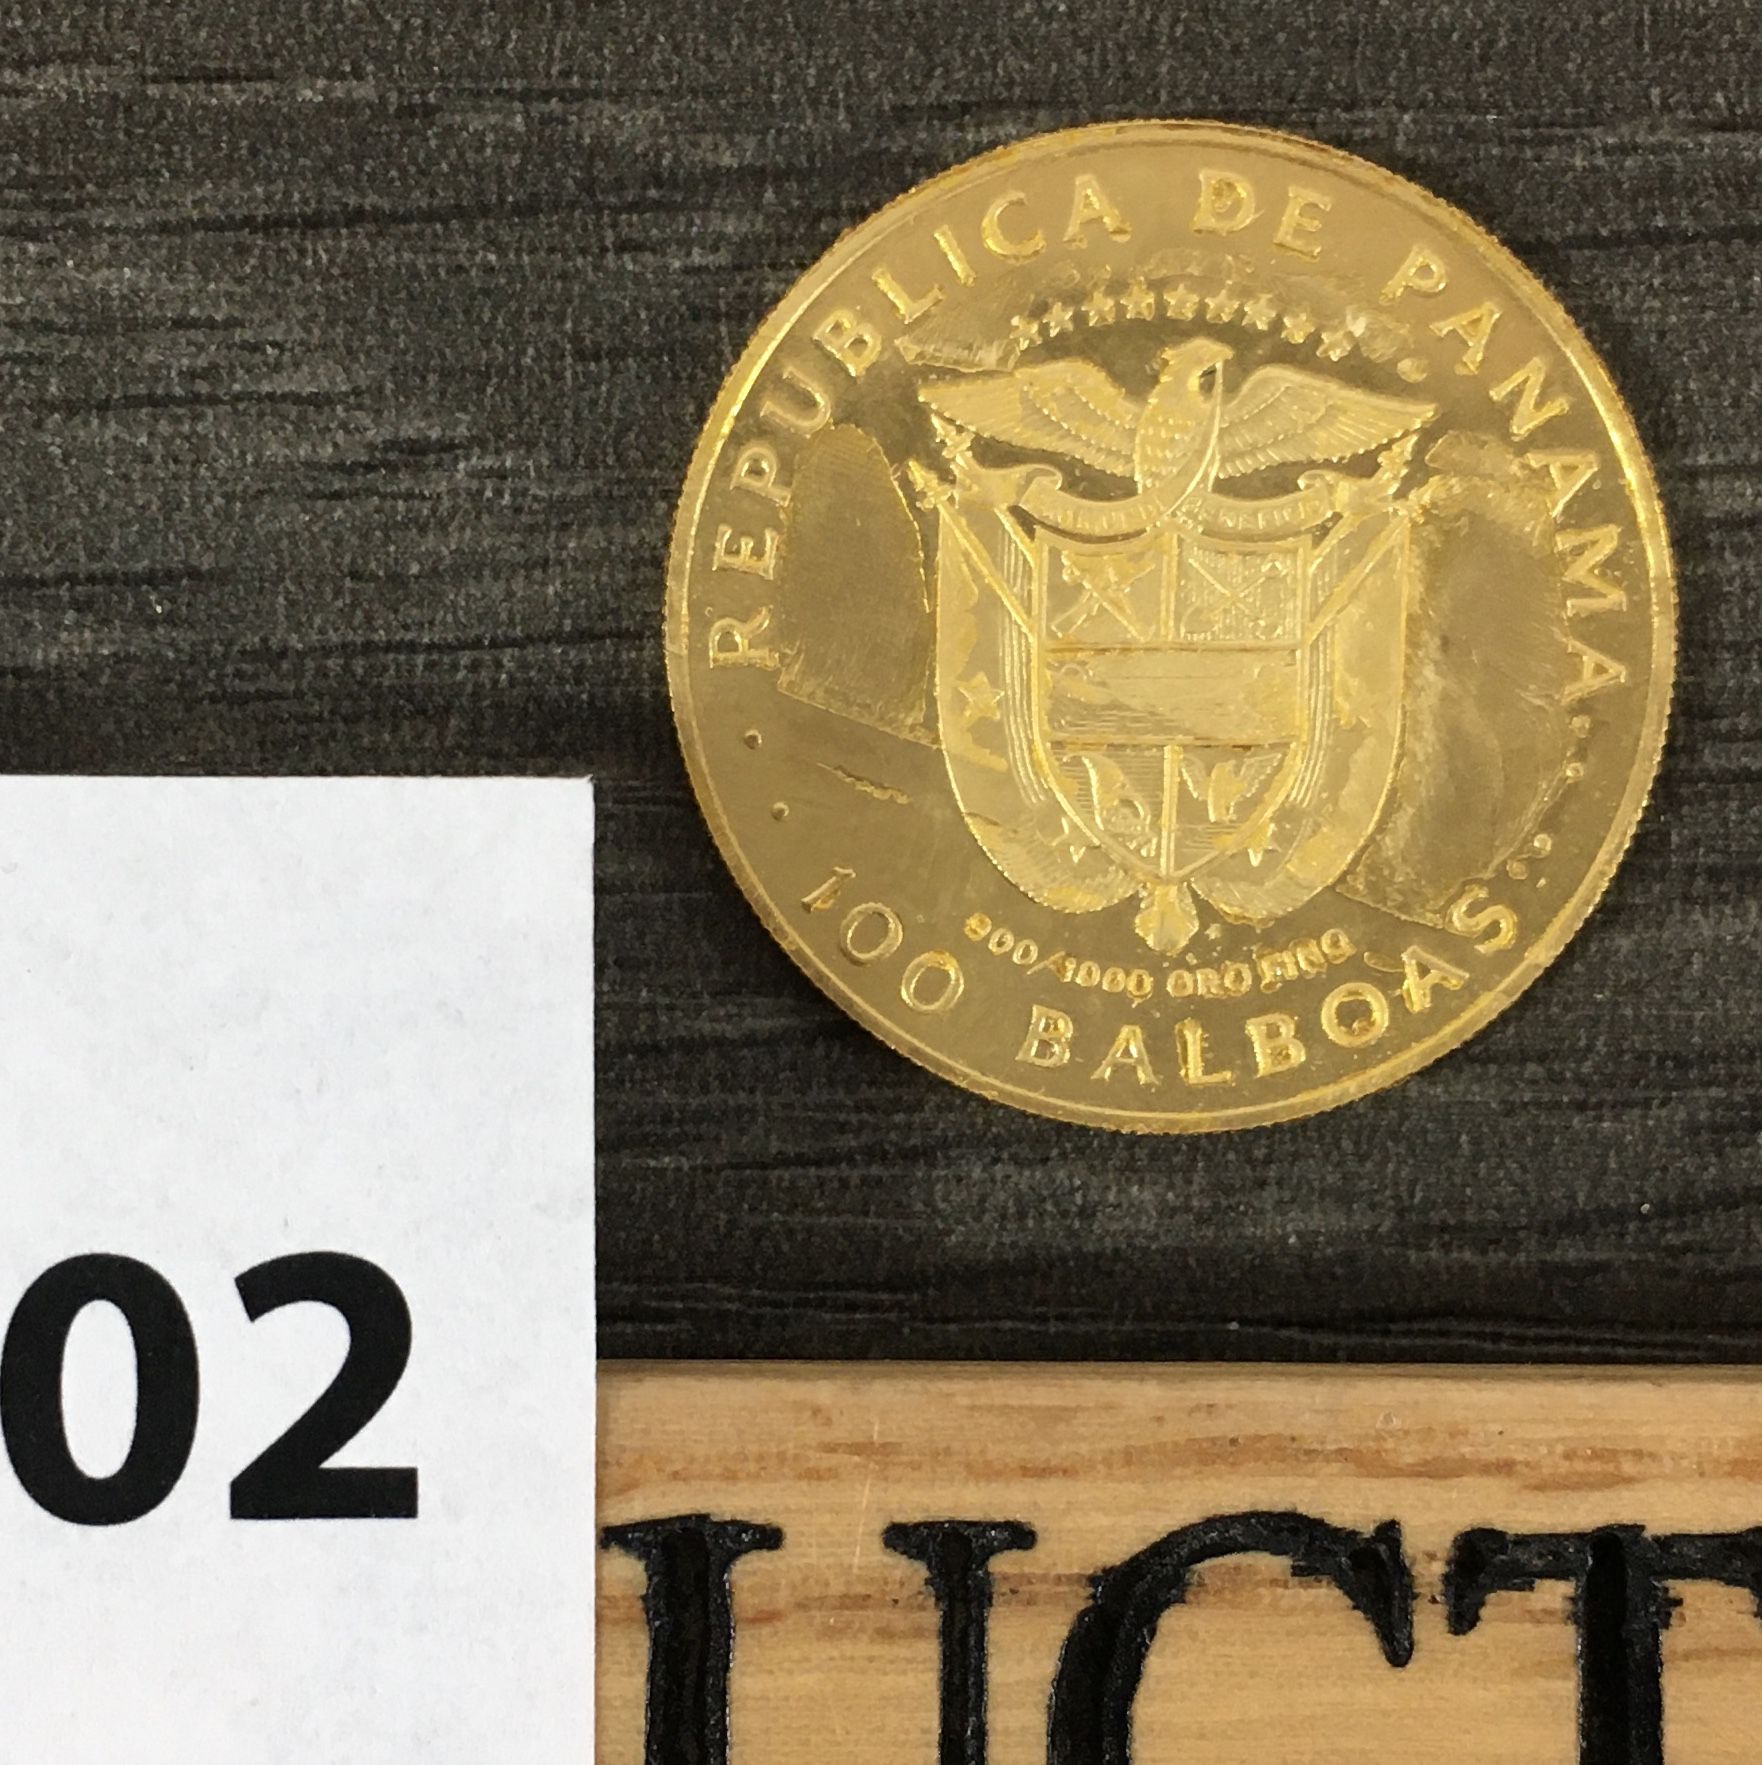 REPUBLICA DE PANAMA
900/1000 ORO FINO
100 BALBOAS
02
UCT